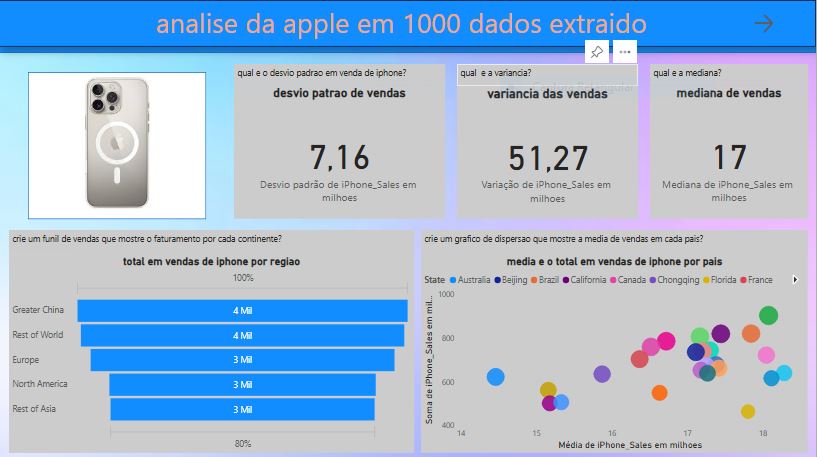 analise da apple em 1000 dados extraido
qual e o desvio padrao em venda de iphone?
desvio patrao de vendas
7,16
Desvio padrão de iPhone_Sales em
milhoes
qual e a variancia?
variancia das vendas
51,27
Variação de iPhone_Sales em
milhoes
qual e a mediana?
mediana de vendas
17
Mediana de iPhone_Sales em
milhoes
crie um funil de vendas que mostre o faturamento por cada continente?
total em vendas de iphone por regiao
100%
Greater China 4 Mil
Rest of World 4 Mil
Europe 3 Mil
North America 3 Mil
Rest of Asia 3 Mil
80%
crie um grafico de dispersao que mostre a media de vendas em cada pais?
media e o total em vendas de iphone por pais
State Australia Beijing Brazil California Canada Chongqing Florida France
Soma de iPhone_Sales em mil...
1000
800
600
400
14 15 16 17 18
Média de iPhone_Sales em milhoes